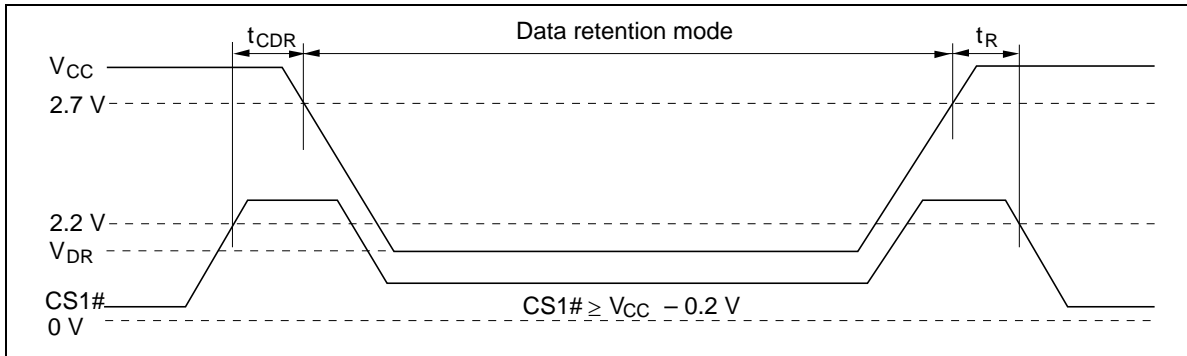 Data retention mode
tCDR
tR
VCC
2.7 V
2.2 V
VDR
CS1#
CS1# ≥ VCC – 0.2 V
0 V